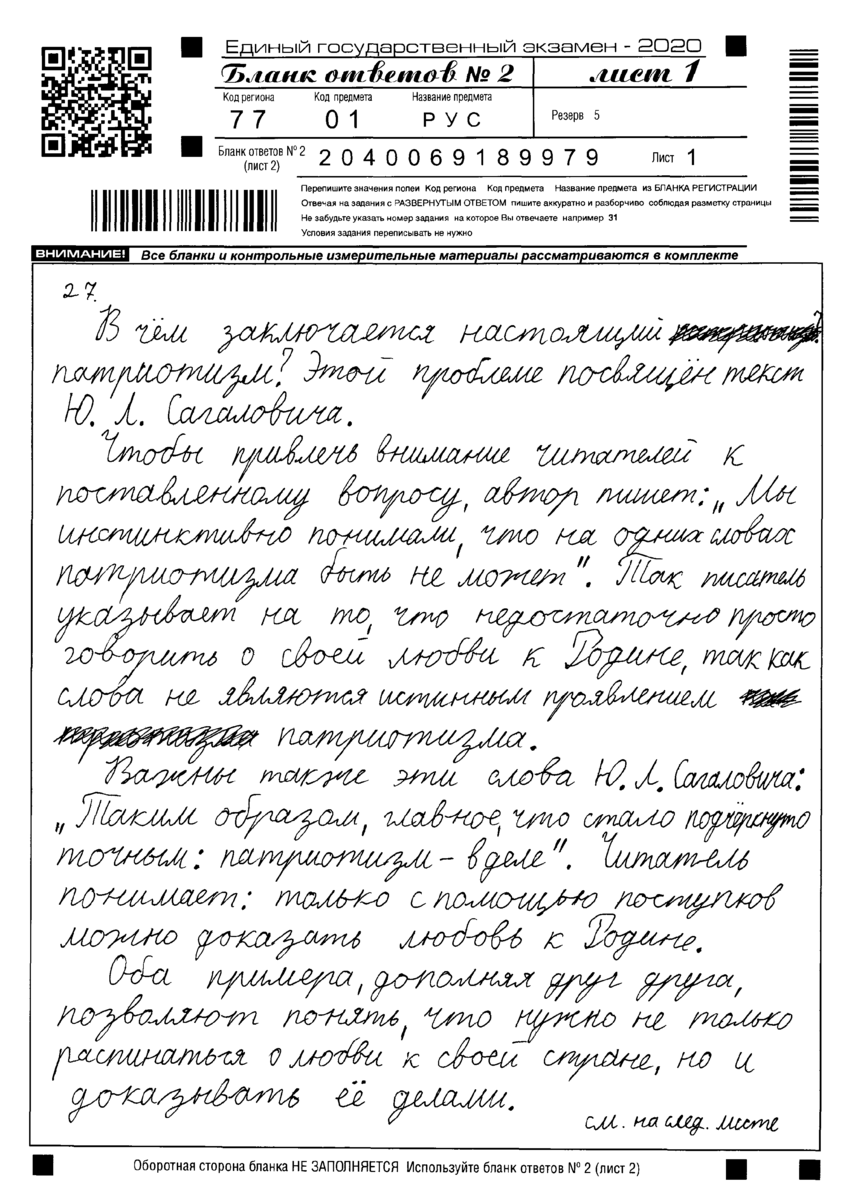 Единый государственный экзамен - 2020
Бланк ответов № 2 лист 1
Код региона Код предмета Название предмета
Резерв 5
77 01 РУС
Бланк ответов № 2 (лист 2) 2040069189979 Лист 1
Перепишите значения полей Код региона Код предмета Название предмета из БЛАНКА РЕГИСТРАЦИИ
Отвечая на задания с РАЗВЕРНУТЫМ ОТВЕТОМ пишите аккуратно и разборчиво соблюдая разметку страницы
Не забудьте указать номер задания на которое Вы отвечаете например 31
Условия задания переписывать не нужно
ВНИМАНИЕ! Все бланки и контрольные измерительные материалы рассматриваются в комплекте
27.
В чём заключается настоящий
патриотизм? Этой проблеме посвящён текст
Ю. Л. Сагаловича.
Чтобы привлечь внимание читателей к
поставленному вопросу, автор пишет: „Мы
инстинктивно понимали, что на одних словах
патриотизма быть не может". Так писатель
указывает на то, что недостаточно просто
говорить о своей любви к Родине, так как
слова не являются истинным проявлением
патриотизма.
Важны также эти слова Ю. Л. Сагаловича:
„Таким образом, главное, что стало подчёркнуто
точным: патриотизм – в деле". Читатель
понимает: только с помощью поступков
можно доказать любовь к Родине.
Оба примера, дополняя друг друга,
позволяют понять, что нужно не только
распинаться о любви к своей стране, но и
доказывать её делами.
см. на след. листе
Оборотная сторона бланка НЕ ЗАПОЛНЯЕТСЯ Используйте бланк ответов № 2 (лист 2)